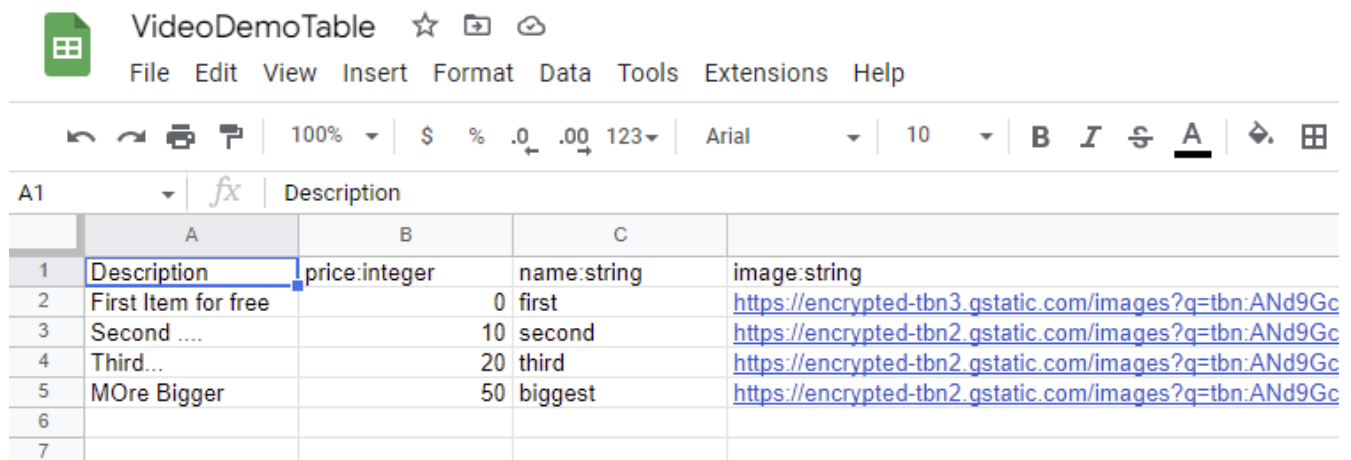 VideoDemoTable
File Edit View Insert Format Data Tools Extensions Help
100% $ % .0 .00 123 Arial 10 B I S A
A1 fx Description
A B C
1 Description price:integer name:string image:string
2 First Item for free 0 first https://encrypted-tbn3.gstatic.com/images?q=tbn:ANd9Gc
3 Second .... 10 second https://encrypted-tbn2.gstatic.com/images?q=tbn:ANd9Gc
4 Third... 20 third https://encrypted-tbn2.gstatic.com/images?q=tbn:ANd9Gc
5 MOre Bigger 50 biggest https://encrypted-tbn2.gstatic.com/images?q=tbn:ANd9Gc
6
7